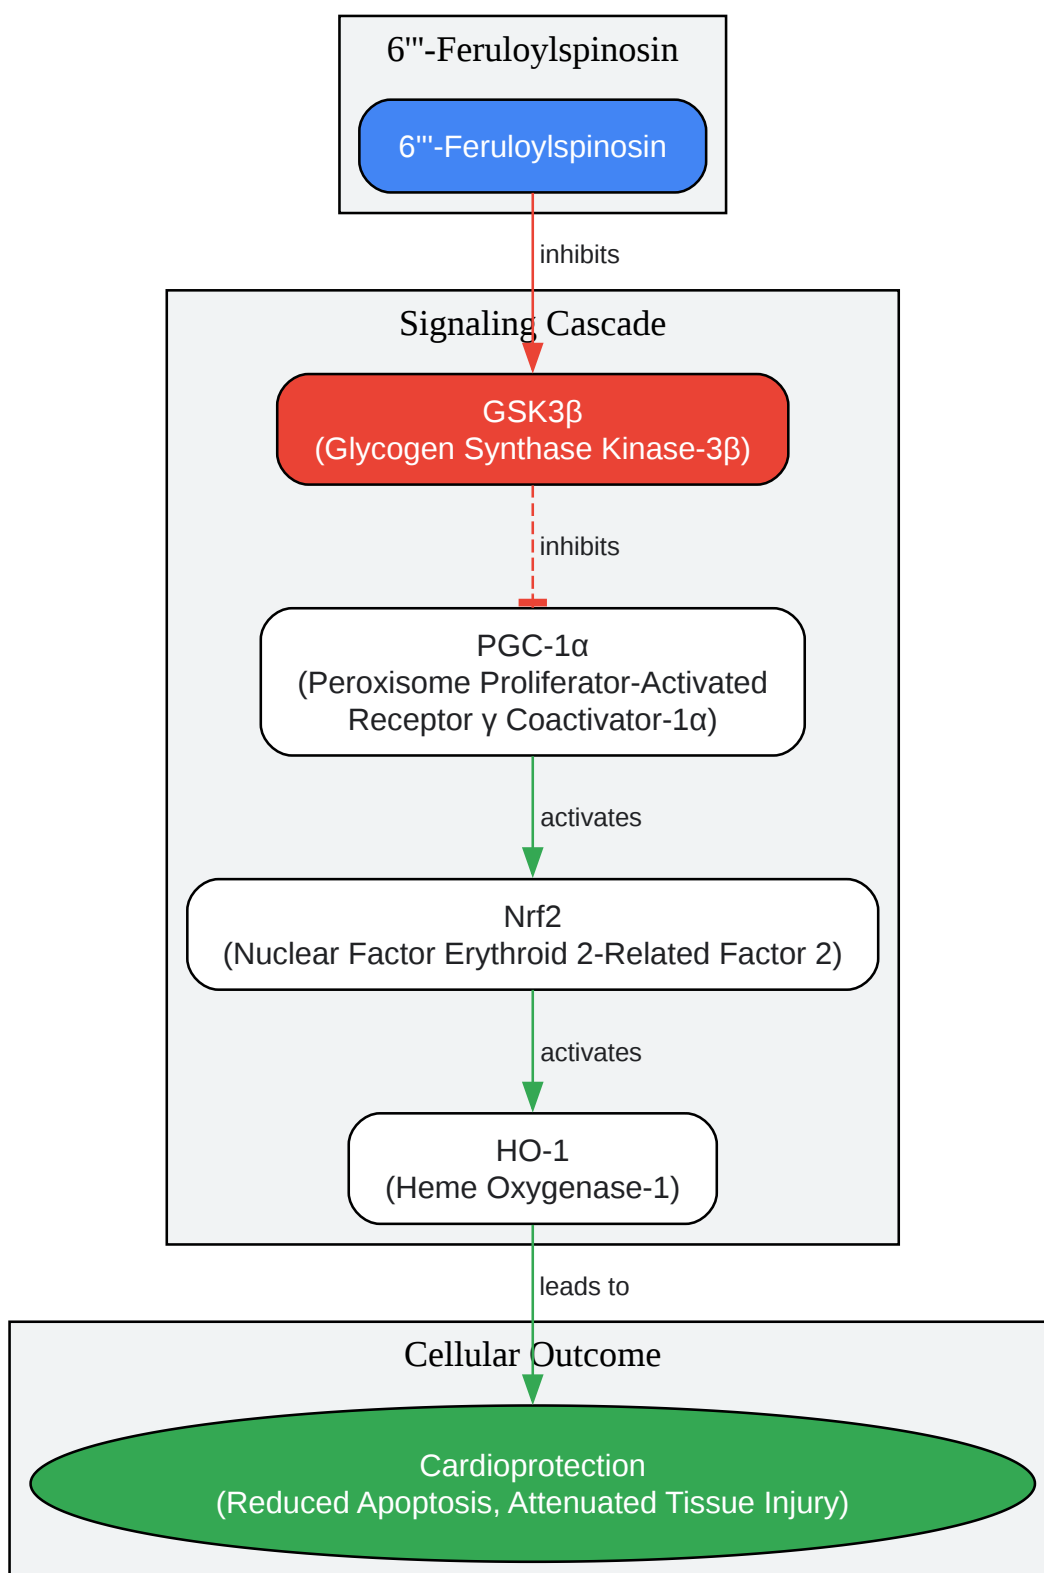 6'''-Feruloylspinosin
6'''-Feruloylspinosin
inhibits
Signaling Cascade
GSK3β
(Glycogen Synthase Kinase-3β)
inhibits
PGC-1α
(Peroxisome Proliferator-Activated
Receptor γ Coactivator-1α)
activates
Nrf2
(Nuclear Factor Erythroid 2-Related Factor 2)
activates
HO-1
(Heme Oxygenase-1)
leads to
Cellular Outcome
Cardioprotection
(Reduced Apoptosis, Attenuated Tissue Injury)